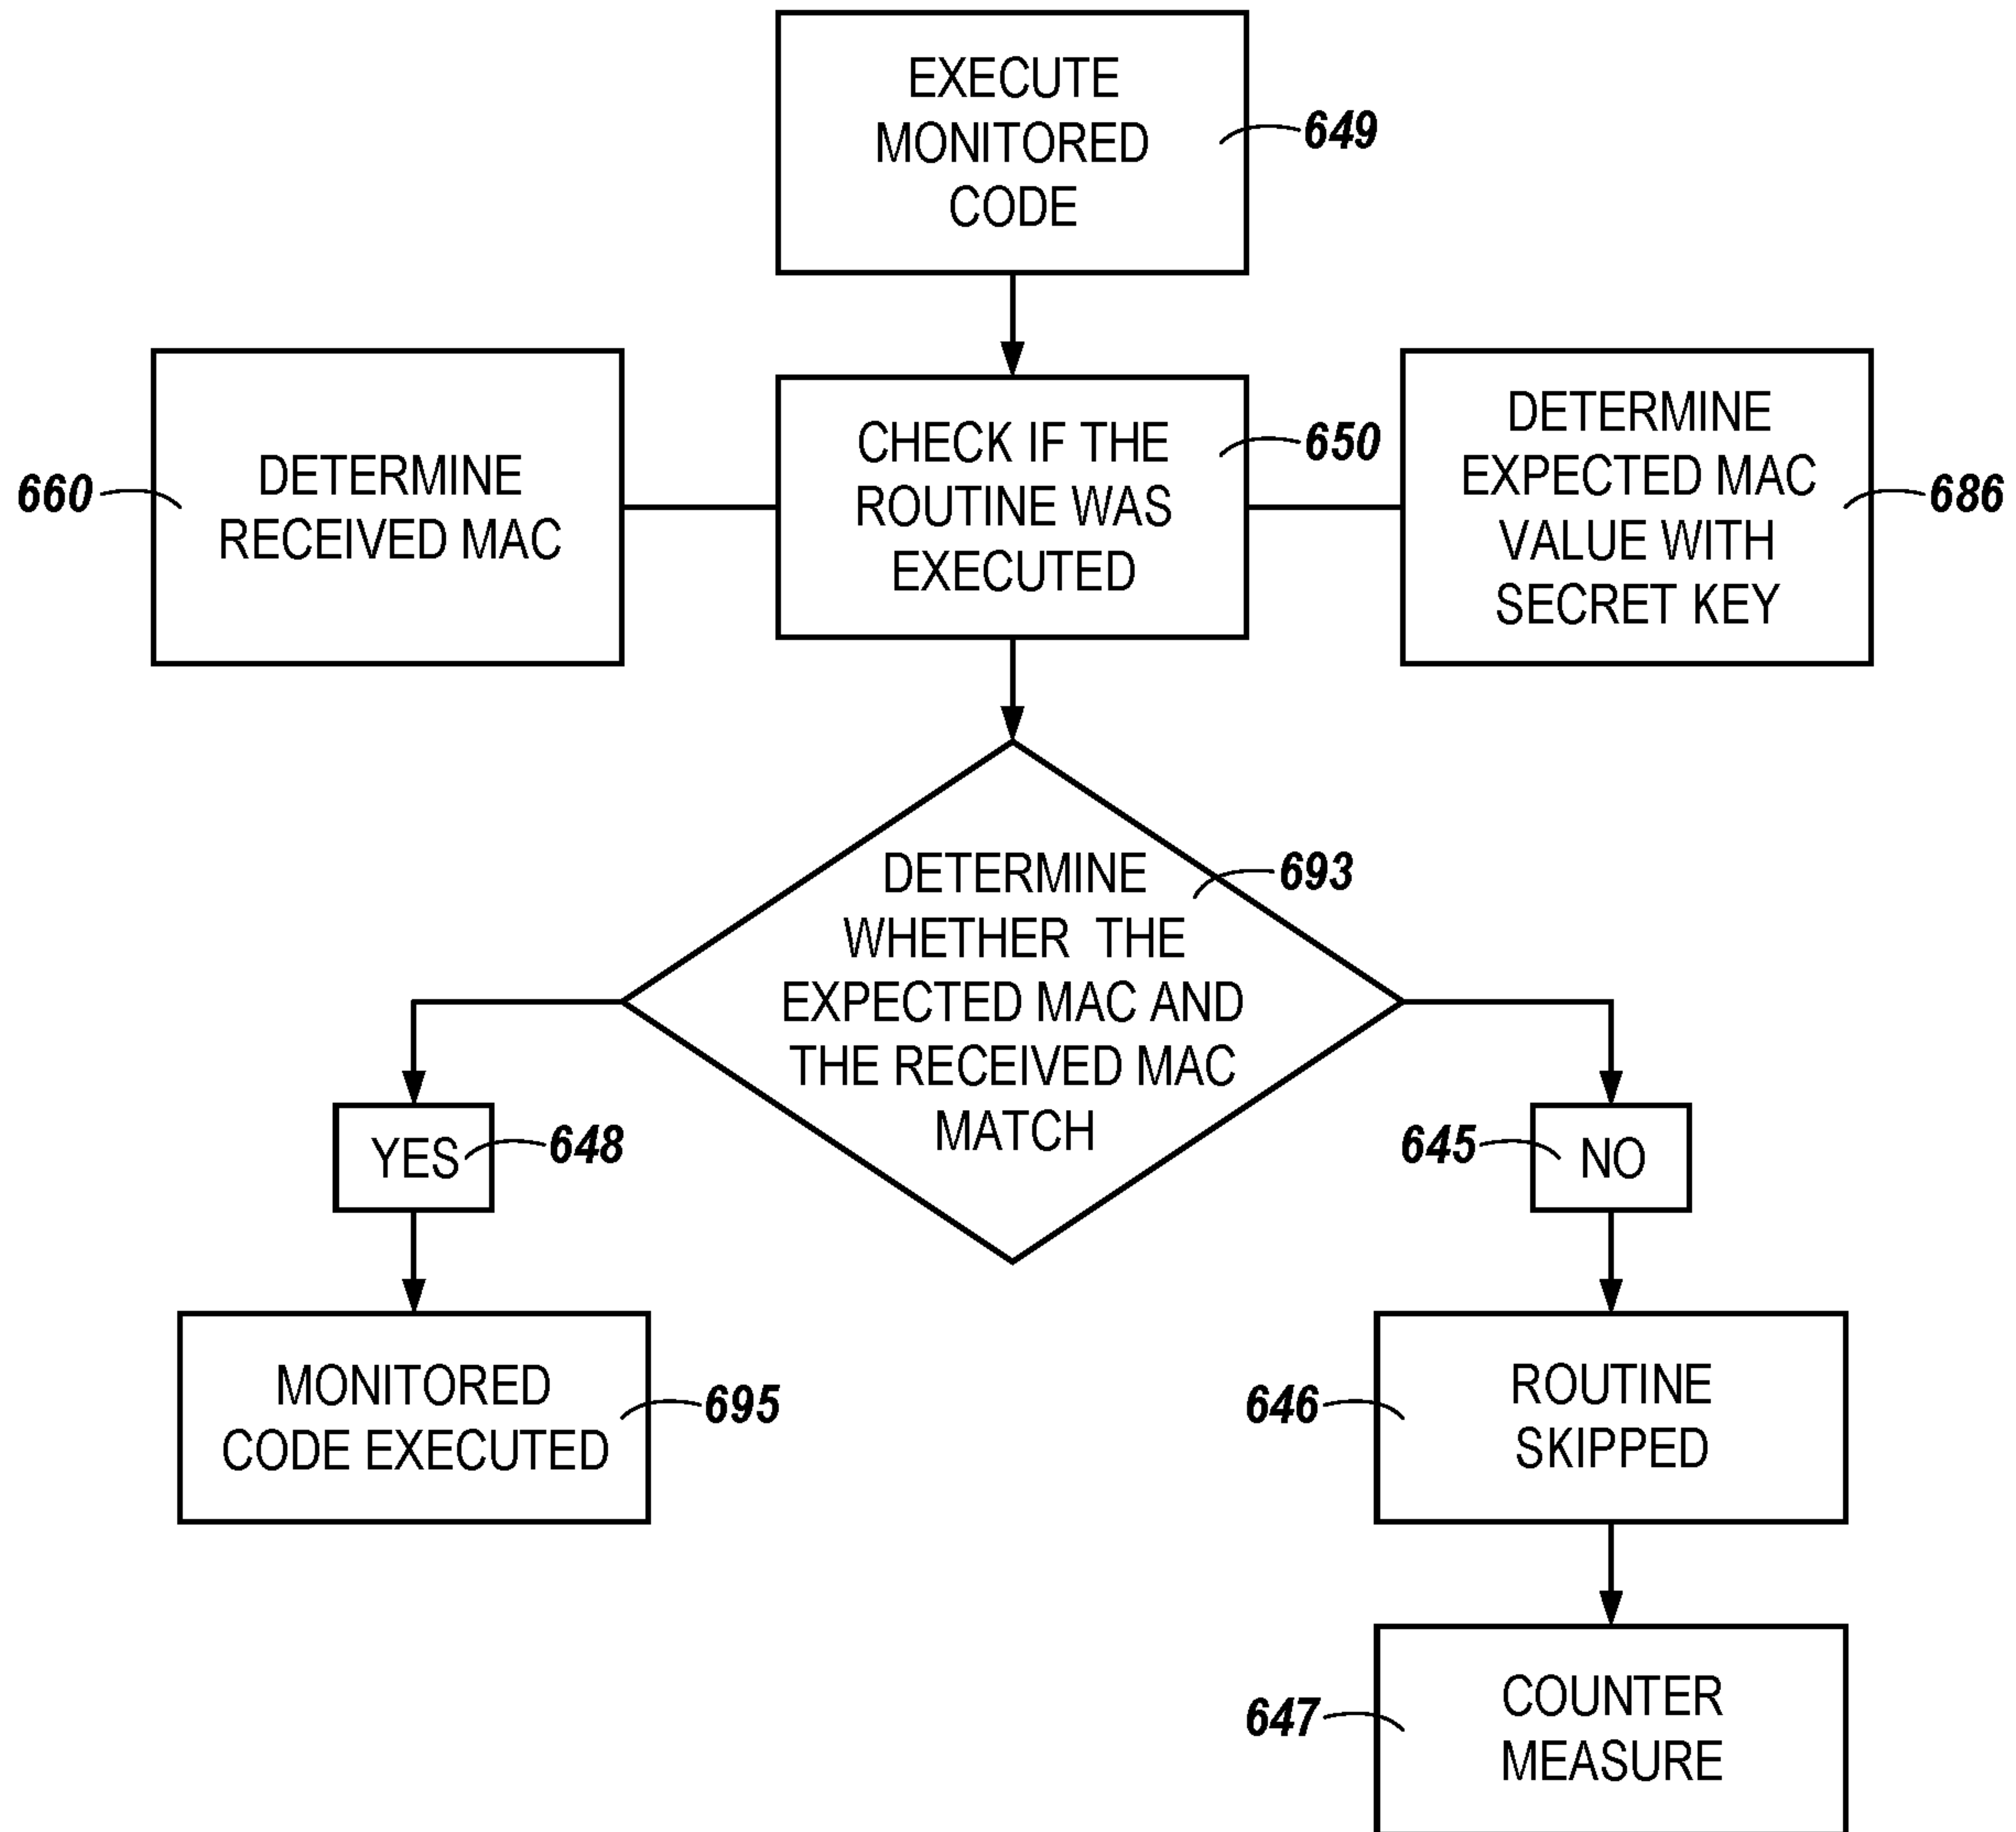 EXECUTE
MONITORED
CODE
649
660
DETERMINE
RECEIVED MAC
CHECK IF THE
ROUTINE WAS
EXECUTED
650
DETERMINE
EXPECTED MAC
VALUE WITH
SECRET KEY
686
DETERMINE
WHETHER THE
EXPECTED MAC AND
THE RECEIVED MAC
MATCH
693
YES
648
645
NO
MONITORED
CODE EXECUTED
695
646
ROUTINE
SKIPPED
647
COUNTER
MEASURE